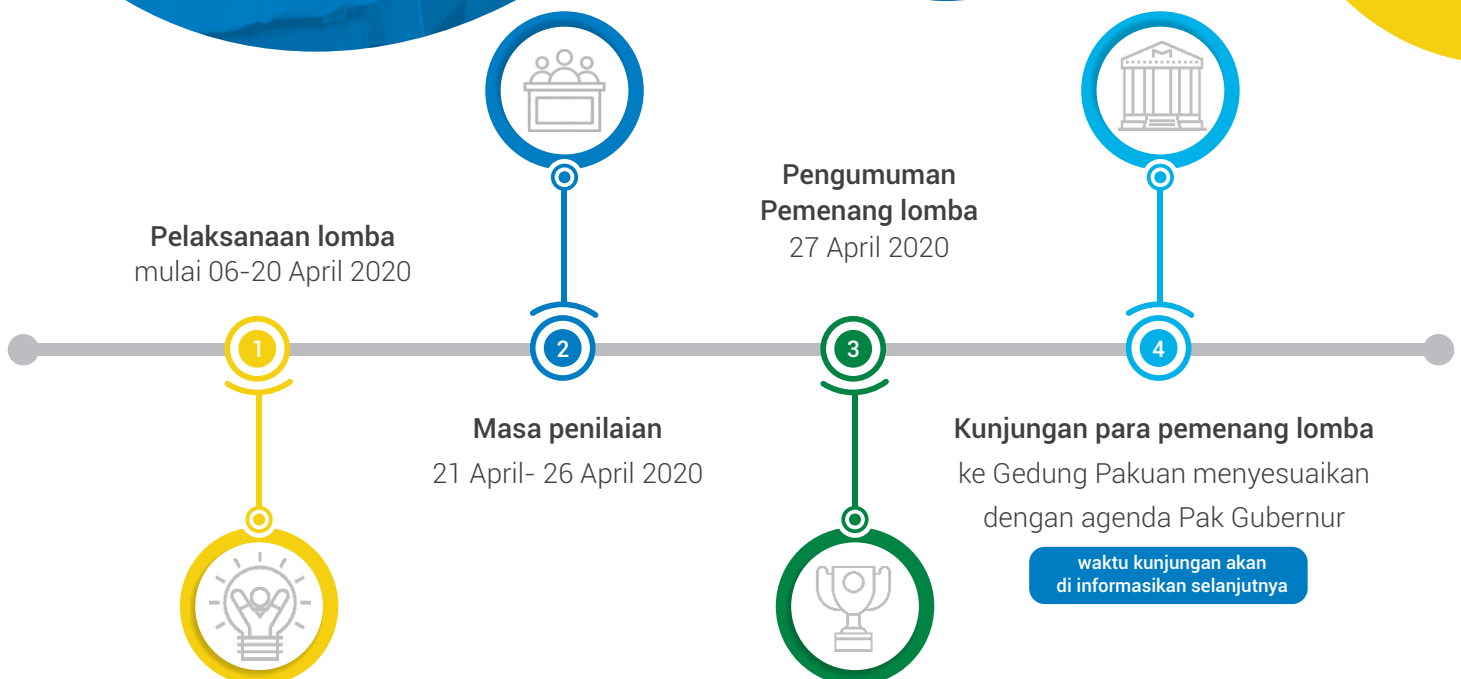 Pelaksanaan lomba
mulai 06-20 April 2020
1
2
Masa penilaian
21 April- 26 April 2020
Pengumuman
Pemenang lomba
27 April 2020
3
4
Kunjungan para pemenang lomba
ke Gedung Pakuan menyesuaikan
dengan agenda Pak Gubernur
waktu kunjungan akan
di informasikan selanjutnya